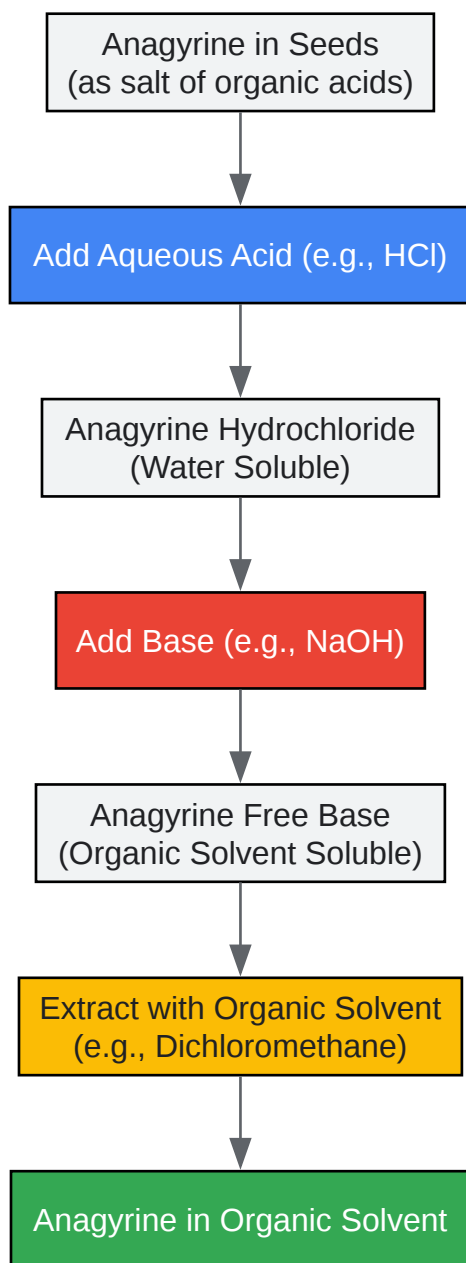 Anagyrine in Seeds
(as salt of organic acids)
Add Aqueous Acid (e.g., HCl)
Anagyrine Hydrochloride
(Water Soluble)
Add Base (e.g., NaOH)
Anagyrine Free Base
(Organic Solvent Soluble)
Extract with Organic Solvent
(e.g., Dichloromethane)
Anagyrine in Organic Solvent